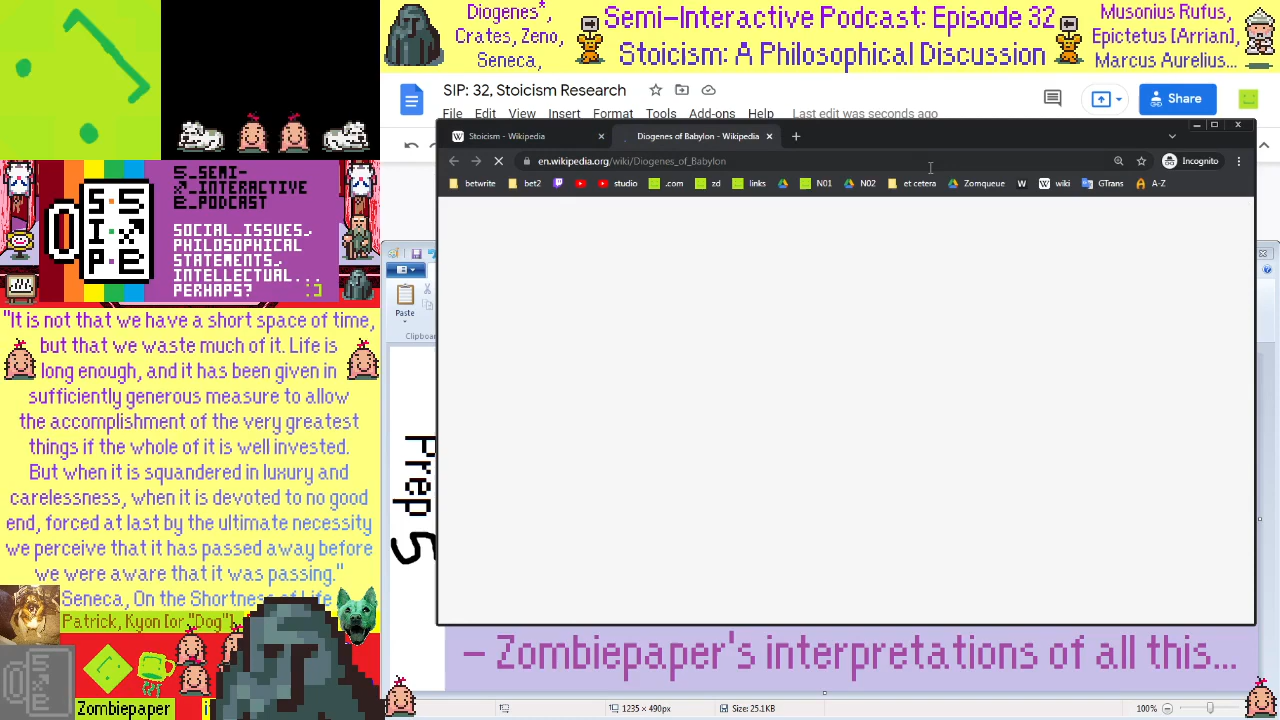 Diogenes*,
Crates, Zeno,
Seneca,
Semi-Interactive Podcast: Episode 32
Stoicism: A Philosophical Discussion
Musonius Rufus,
Epictetus [Arrian],
Marcus Aurelius...
SIP: 32, Stoicism Research
File Edit View Insert Format Tools Add-ons Help Last edit was seconds ago
Share
Stoicism - Wikipedia
Diogenes of Babylon - Wikipedia
en.wikipedia.org/wiki/Diogenes_of_Babylon
Incognito
betwrite bet2 studio .com zd links N01 N02 et cetera Zomqueue wiki GTrans A-Z
Paste
Clipboar
Prep 5
S_SEMI-
_INTERACTIVE
_PODCAST
SOCIAL_ISSUES,
PHILOSOPHICAL
STATEMENTS,
INTELLECTUAL...
PERHAPS? :)
"It is not that we have a short space of time,
but that we waste much of it. Life is
long enough, and it has been given in
sufficiently generous measure to allow
the accomplishment of the very greatest
things if the whole of it is well invested.
But when it is squandered in luxury and
carelessness, when it is devoted to no good
end, forced at last by the ultimate necessity
we perceive that it has passed away before
we were aware that it was passing."
Seneca, On the Shortness of Life
Patrick, Kyon [or "Dog"],
Zombiepaper
– Zombiepaper's interpretations of all this...
1235 × 490px
Size: 25.1KB
100%